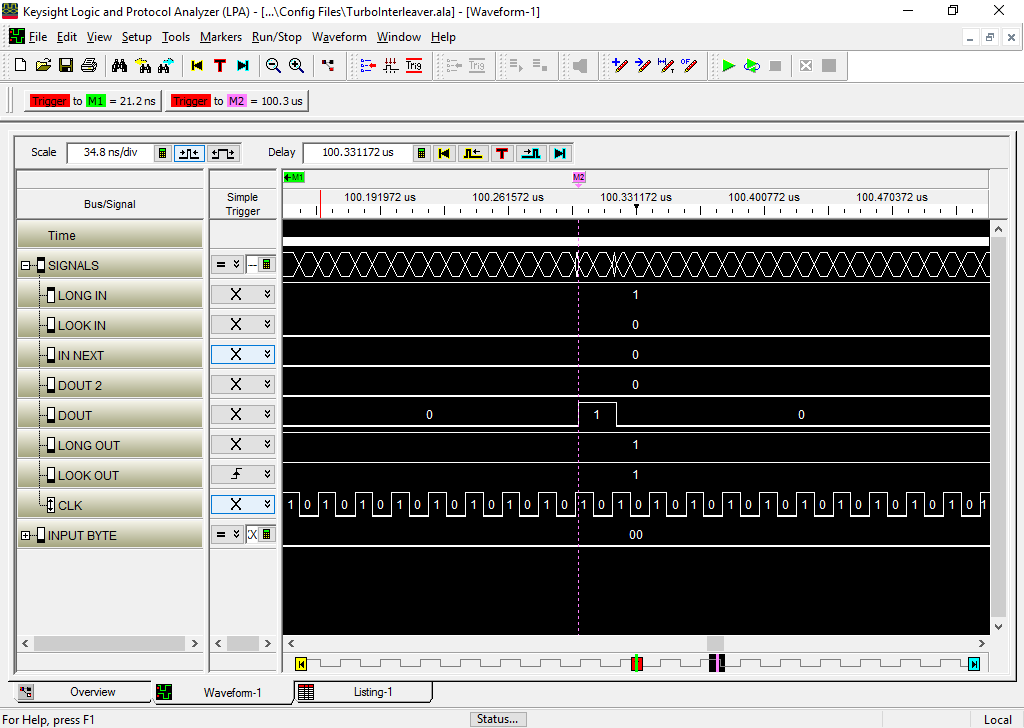 Keysight Logic and Protocol Analyzer (LPA) - [...\Config Files\TurboInterleaver.ala] - [Waveform-1]
File Edit View Setup Tools Markers Run/Stop Waveform Window Help
T Trig Trig
Trigger to M1 = 21.2 ns Trigger to M2 = 100.3 us
Scale 34.8 ns/div Delay 100.331172 us T
M1 M2
Bus/Signal Simple Trigger 100.191972 us 100.261572 us 100.331172 us 100.400772 us 100.470372 us
Time
SIGNALS =
LONG IN X 1
LOOK IN X 0
IN NEXT X 0
DOUT 2 X 0
DOUT X 0 1 0
LONG OUT X 1
LOOK OUT 1
CLK X 1 0 1 0 1 0 1 0 1 0 1 0 1 0 1 0 1 0 1 0 1 0 1 0 1 0 1 0 1 0 1 0 1 0 1 0 1 0 1
INPUT BYTE = X 00
Overview Waveform-1 Listing-1
For Help, press F1 Status... Local